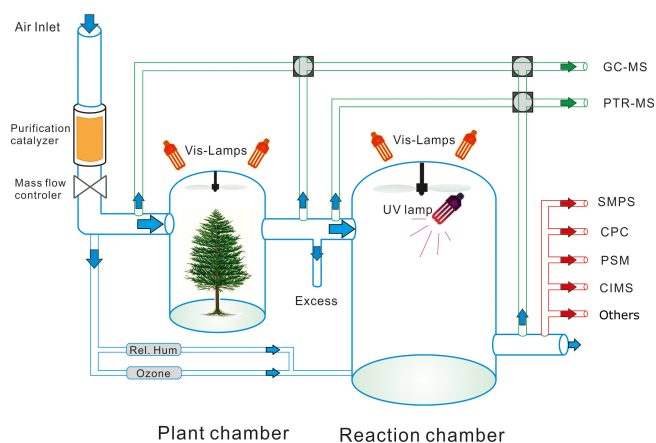 Air Inlet
GC-MS
PTR-MS
Purification
catalyzer
Vis-Lamps
Vis-Lamps
Mass flow
controler
UV lamp
SMPS
CPC
PSM
CIMS
Others
Excess
Rel. Hum
Ozone
Plant chamber
Reaction chamber